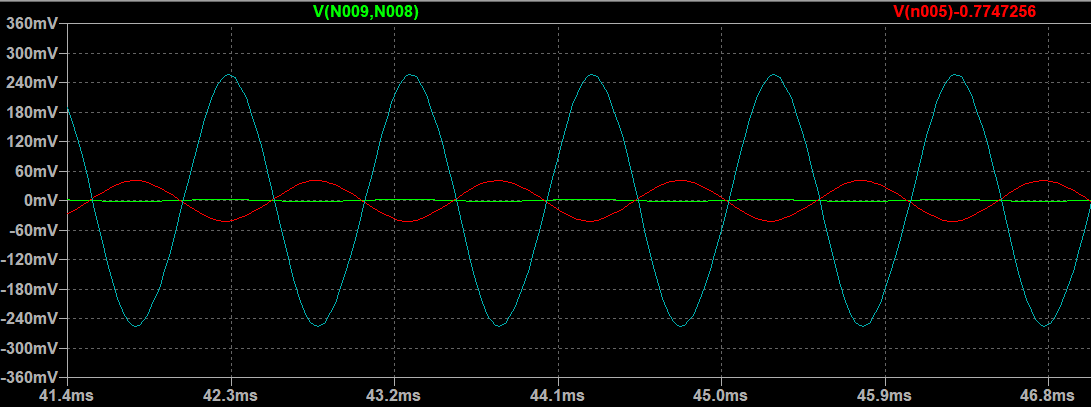 V(N009,N008) V(n005)-0.7747256
360mV
300mV
240mV
180mV
120mV
60mV
0mV
-60mV
-120mV
-180mV
-240mV
-300mV
-360mV
41.4ms 42.3ms 43.2ms 44.1ms 45.0ms 45.9ms 46.8ms